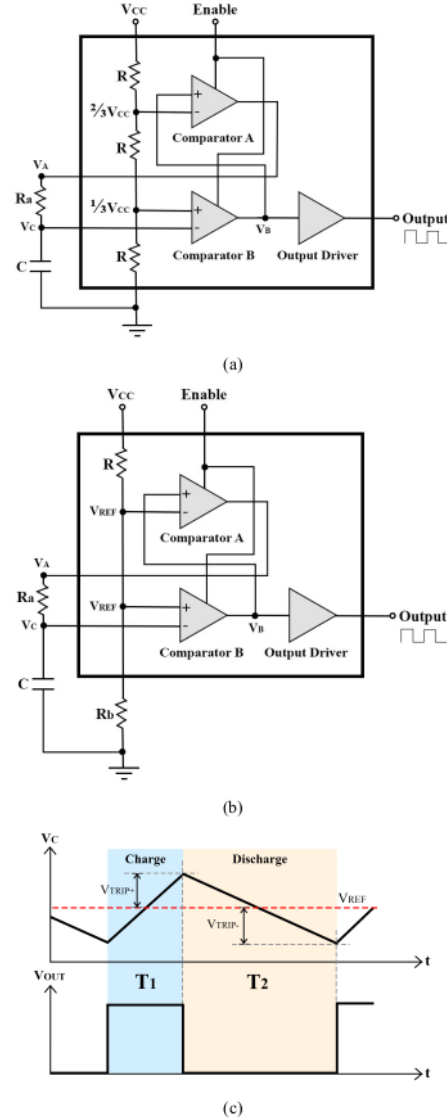 VCC Enable
R
+
⅔VCC -
Comparator A
R
VA
Ra
⅓VCC +
VC -
Output
VB
R
C
Comparator B Output Driver
(a)
VCC Enable
R
+
VREF -
Comparator A
VA
Ra
VREF +
VC -
Output
VB
Comparator B Output Driver
C
Rb
(b)
VC
Charge Discharge
VTRIP+
VREF
VTRIP-
t
VOUT
T1 T2
t
(c)